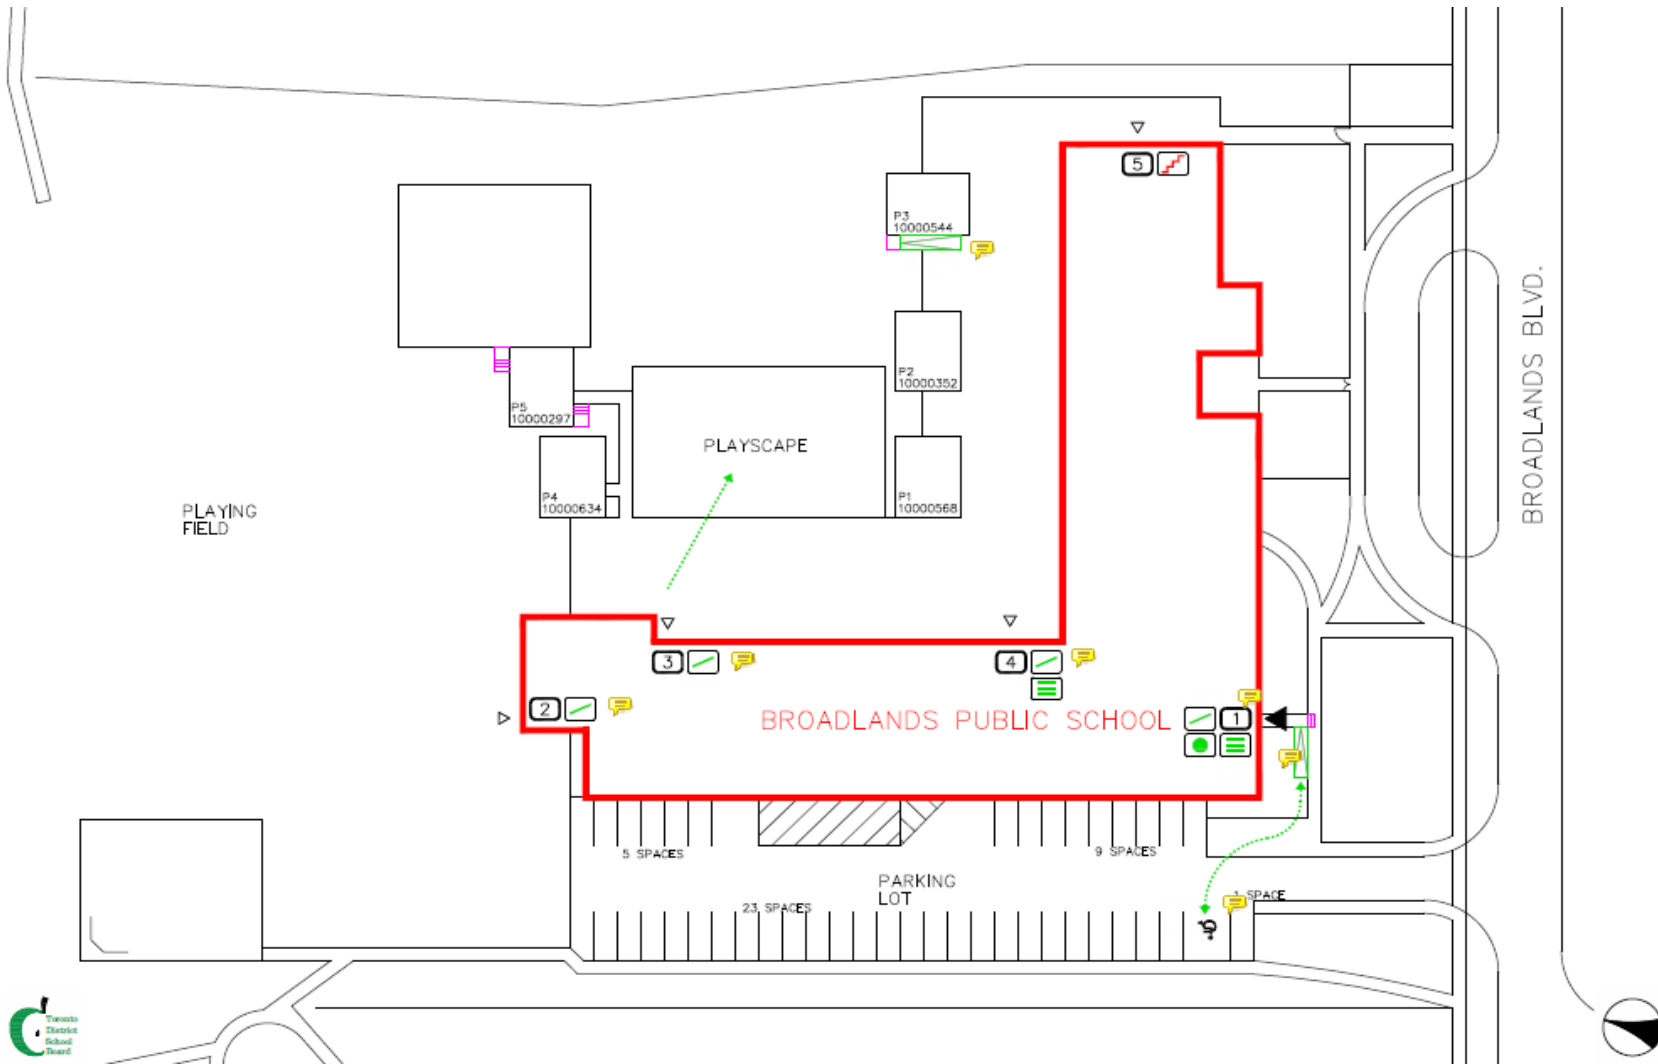 5
P3
10000544
P2
10000352
P5
10000297
PLAYSCAPE
P4
10000634
P1
10000568
PLAYING
FIELD
BROADLANDS BLVD.
3
4
2
BROADLANDS PUBLIC SCHOOL
1
5 SPACES
9 SPACES
PARKING
LOT
23 SPACES
1 SPACE
Toronto
District
School
Board